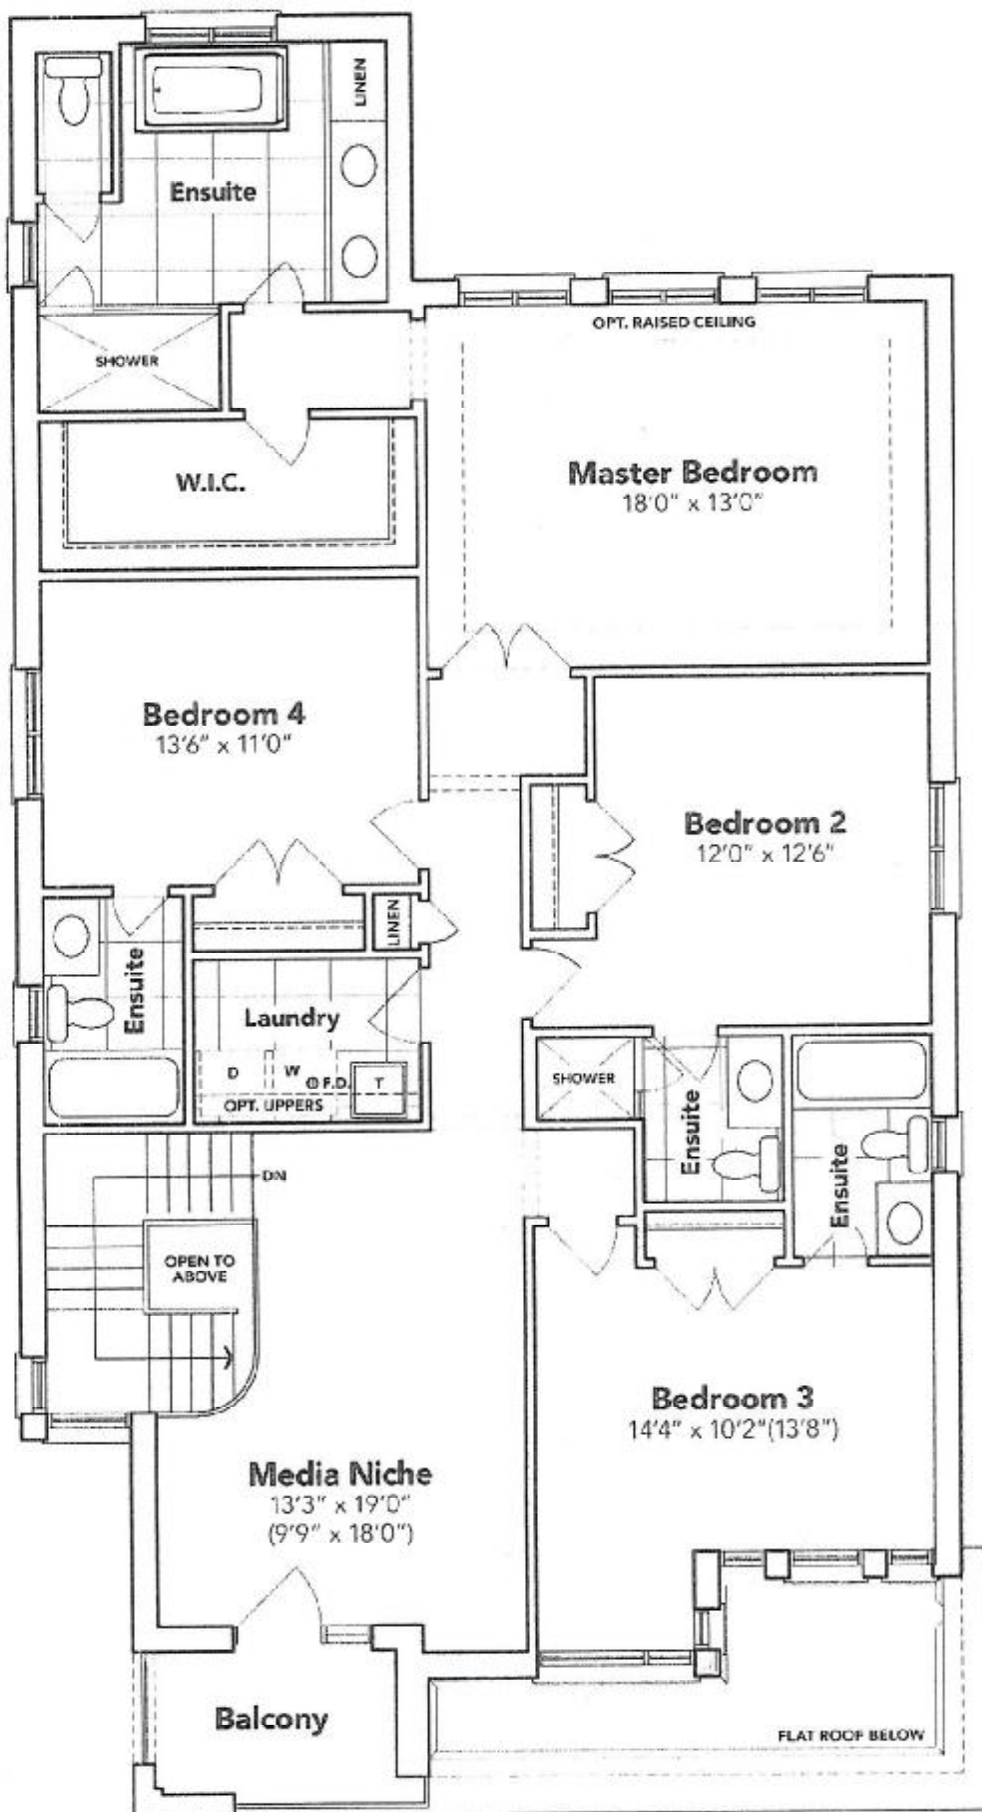 LINEN
Ensuite
OPT. RAISED CEILING
SHOWER
Master Bedroom
18'0" x 13'0"
W.I.C.
Bedroom 4
13'6" x 11'0"
Bedroom 2
12'0" x 12'6"
LINEN
Ensuite
Laundry
D
W
F.D.
T
OPT. UPPERS
SHOWER
Ensuite
Ensuite
DN
OPEN TO
ABOVE
Bedroom 3
14'4" x 10'2"(13'8")
Media Niche
13'3" x 19'0"
(9'9" x 18'0")
Balcony
FLAT ROOF BELOW